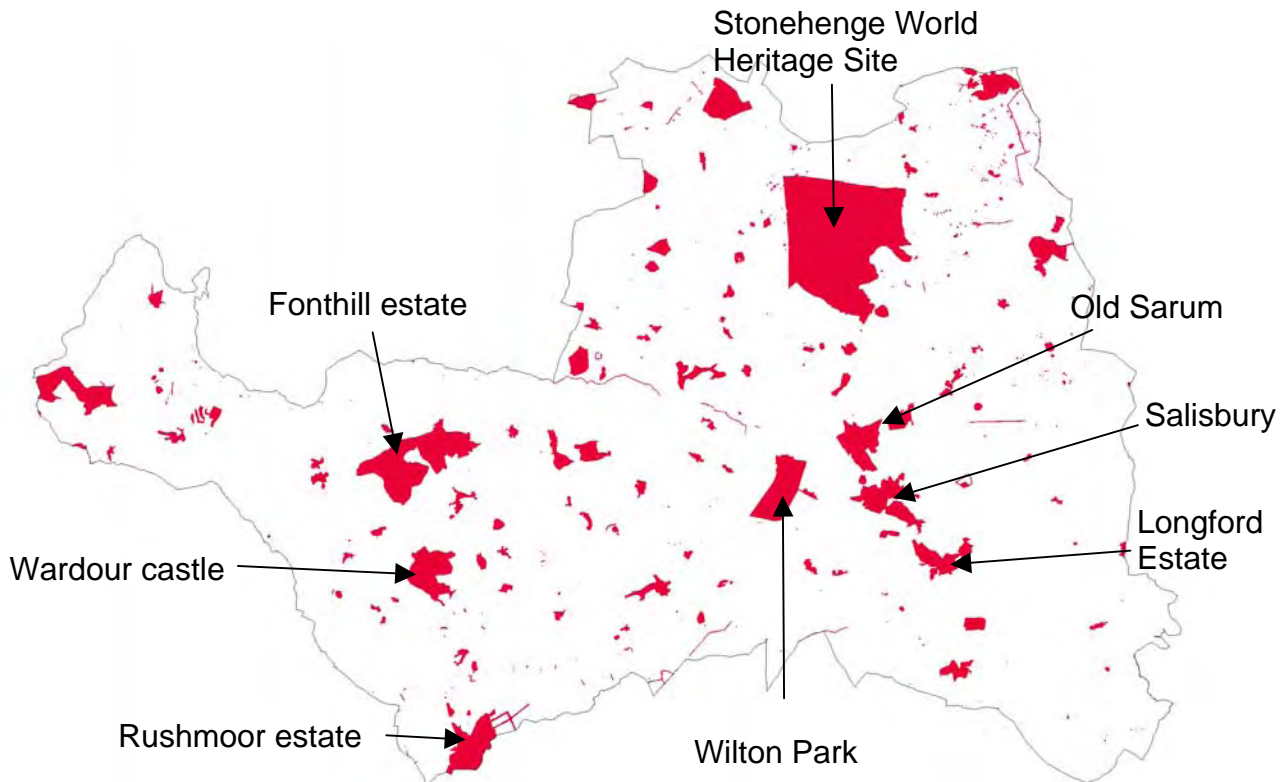 Stonehenge World
Heritage Site
Fonthill estate
Old Sarum
Salisbury
Longford
Estate
Wardour castle
Rushmoor estate
Wilton Park